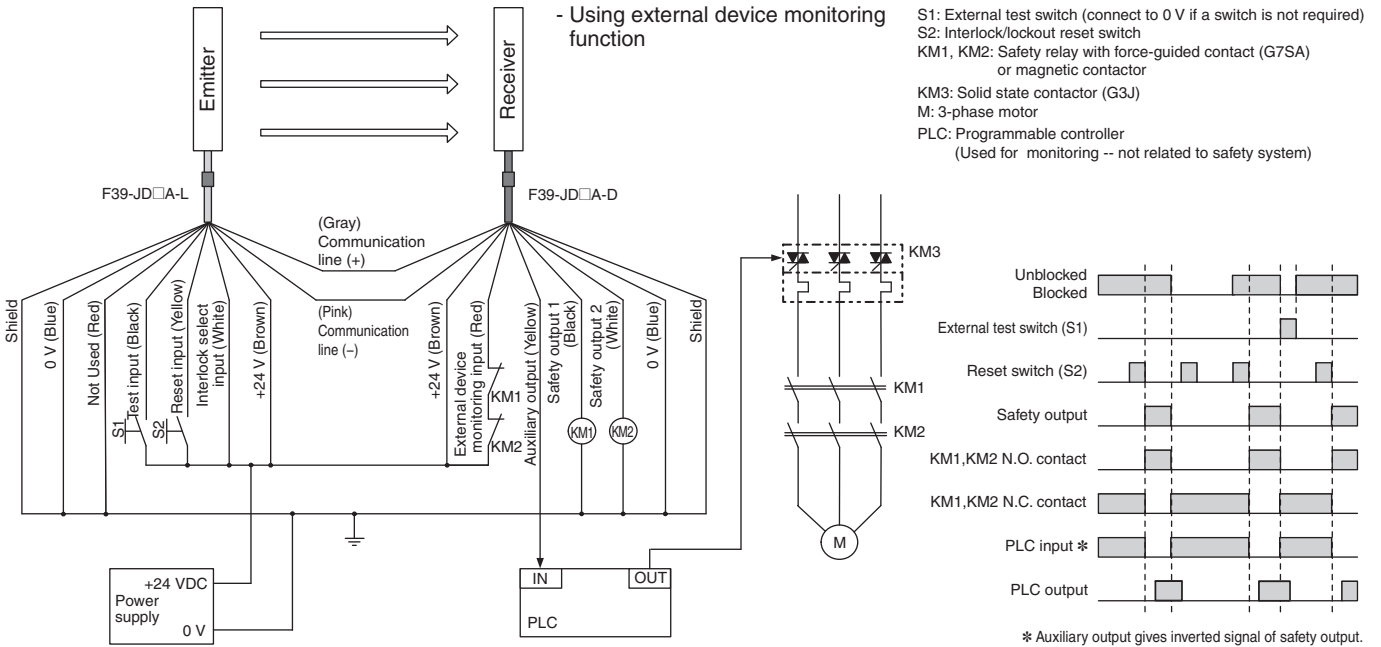 - Using external device monitoring
function
S1: External test switch (connect to 0 V if a switch is not required)
S2: Interlock/lockout reset switch
KM1, KM2: Safety relay with force-guided contact (G7SA)
or magnetic contactor
KM3: Solid state contactor (G3J)
M: 3-phase motor
PLC: Programmable controller
(Used for monitoring -- not related to safety system)
Emitter
Receiver
F39-JD□A-L
F39-JD□A-D
(Gray)
Communication
line (+)
(Pink)
Communication
line (−)
Shield
0 V (Blue)
Not Used (Red)
Test input (Black)
Reset input (Yellow)
Interlock select
input (White)
+24 V (Brown)
S1
S2
+24 V (Brown)
External device
monitoring input (Red)
KM1
KM2
Auxiliary output (Yellow)
Safety output 1
(Black)
Safety output 2
(White)
0 V (Blue)
Shield
KM1
KM2
+24 VDC
Power
supply
0 V
IN
OUT
PLC
KM3
KM1
KM2
M
Unblocked
Blocked
External test switch (S1)
Reset switch (S2)
Safety output
KM1,KM2 N.O. contact
KM1,KM2 N.C. contact
PLC input ✻
PLC output
✻ Auxiliary output gives inverted signal of safety output.